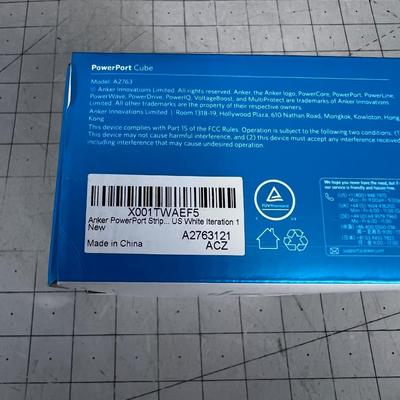 PowerPort Cube
Model: A2763
© Anker Innovations Limited. All rights reserved. Anker, the Anker logo, PowerCore, PowerPort, PowerLine,
PowerWave, PowerDrive, PowerIQ, VoltageBoost, and MultiProtect are trademarks of Anker Innovations
Limited. All other trademarks are the property of their respective owners.
Anker Innovations Limited | Room 1318-19, Hollywood Plaza, 610 Nathan Road, Mongkok, Kowloon, Hong
Kong
This device complies with Part 15 of the FCC Rules. Operation is subject to the following two conditions: (1)
This device may not cause harmful interference, and (2) this device must accept any interference
including interference that may cause undesired operation.
X001TWAEF5
Anker PowerPort Strip... US White Iteration 1
New
A2763121
Made in China
ACZ
TÜVRheinland